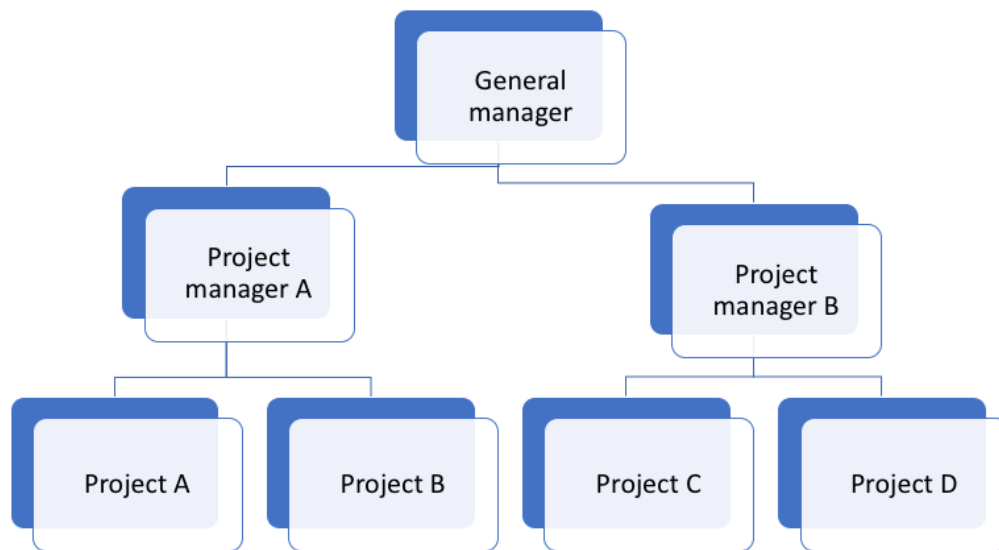 General
manager
Project
manager A
Project
manager B
Project A
Project B
Project C
Project D